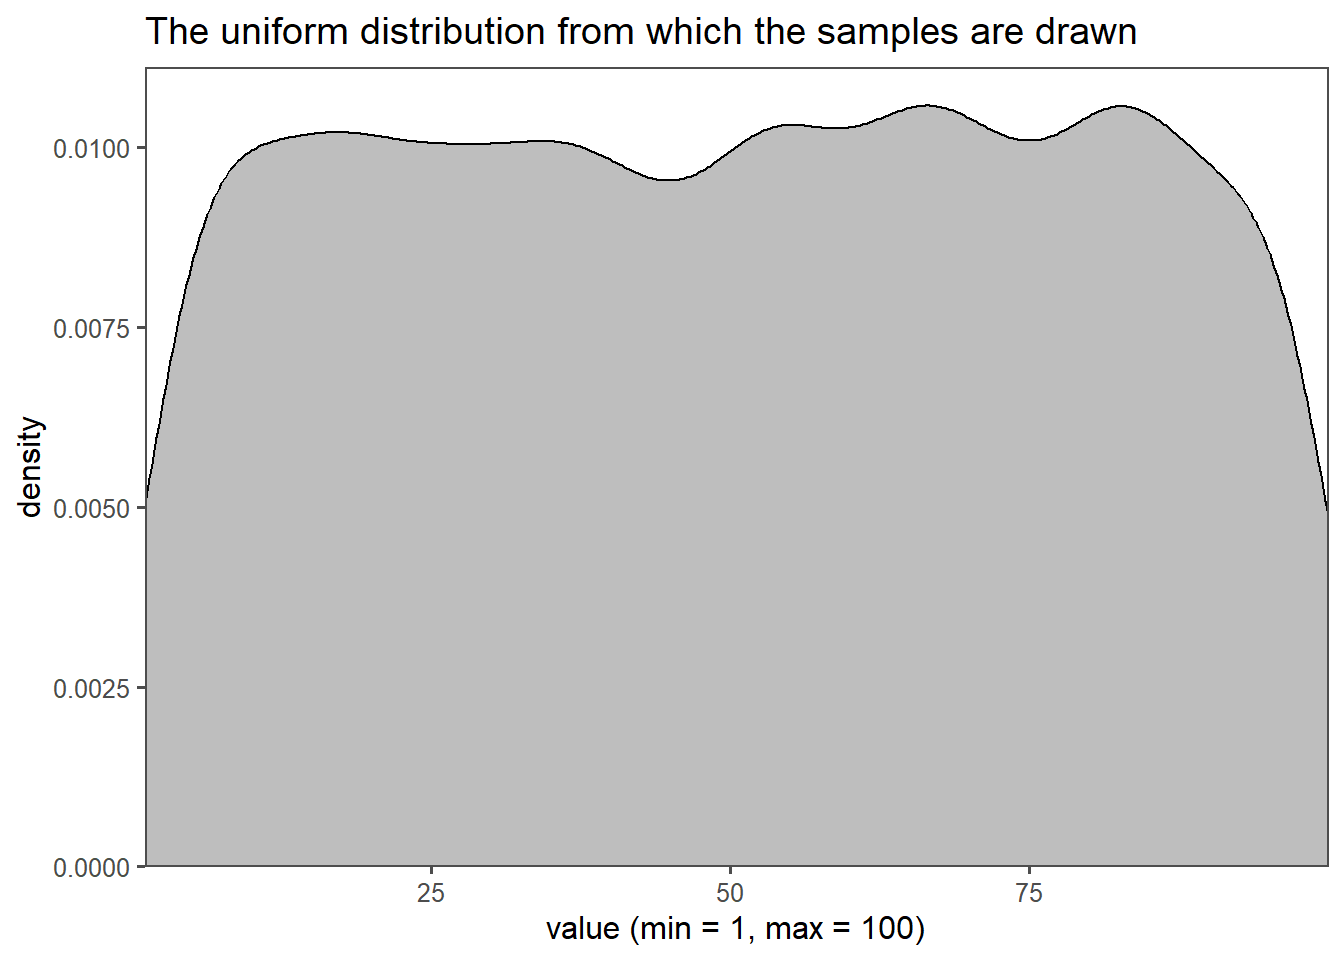 The uniform distribution from which the samples are drawn
0.0100
0.0075
0.0050
0.0025
0.0000
density
25 50 75
value (min = 1, max = 100)